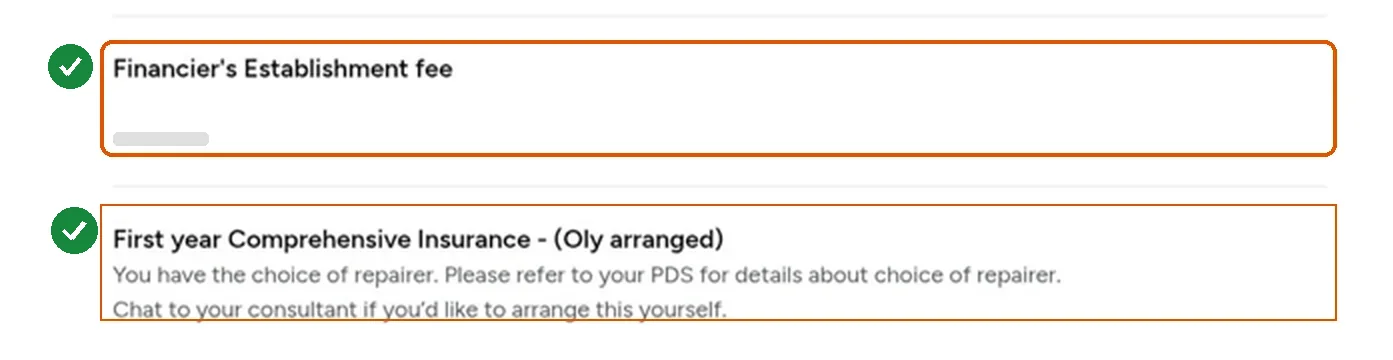 Financier's Establishment fee
First year Comprehensive Insurance - (Oly arranged)
You have the choice of repairer. Please refer to your PDS for details about choice of repairer.
Chat to your consultant if you'd like to arrange this yourself.